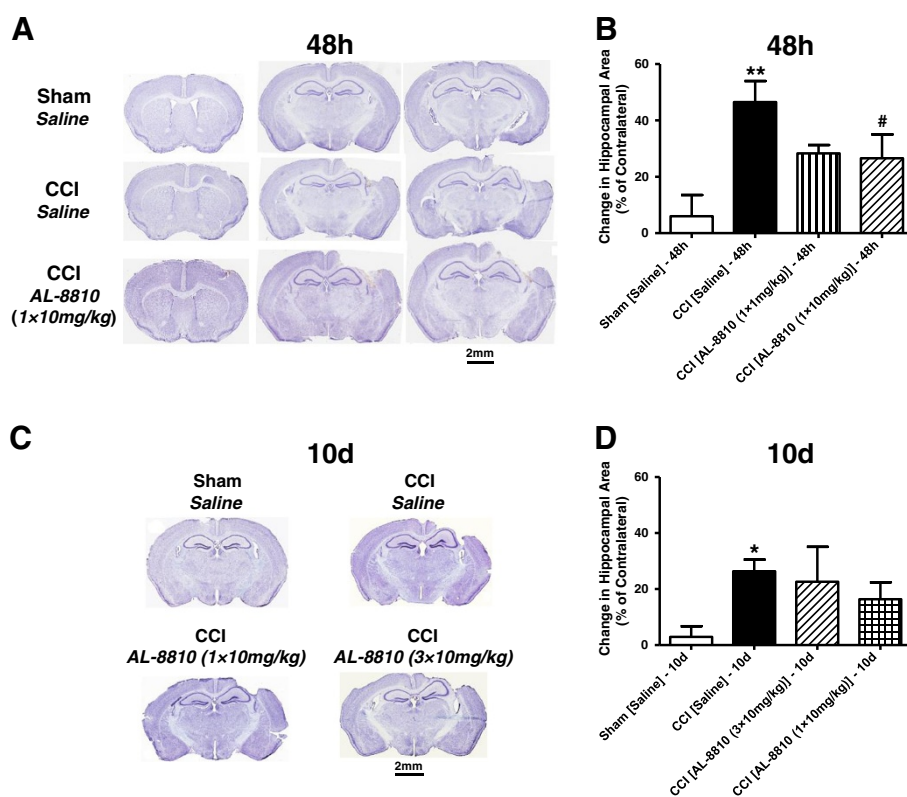 A
48h
Sham
Saline
CCI
Saline
CCI
AL-8810
(1×10mg/kg)
2mm
B
48h
Change in Hippocampal Area
(% of Contralateral)
60
40
20
0
**
#
Sham [Saline] - 48h
CCI [Saline] - 48h
CCI [AL-8810 (1×1mg/kg)] - 48h
CCI [AL-8810 (1×10mg/kg)] - 48h
C
10d
Sham
Saline
CCI
Saline
CCI
AL-8810 (1×10mg/kg)
CCI
AL-8810 (3×10mg/kg)
2mm
D
10d
Change in Hippocampal Area
(% of Contralateral)
60
40
20
0
*
Sham [Saline] - 10d
CCI [Saline] - 10d
CCI [AL-8810 (3×10mg/kg)] - 10d
CCI [AL-8810 (1×10mg/kg)] - 10d